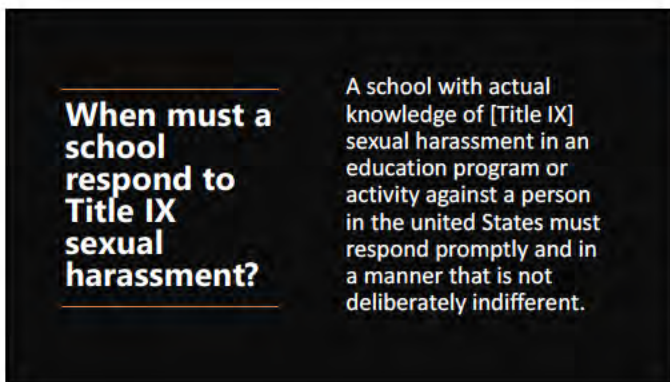 When must a
school
respond to
Title IX
sexual
harassment?
A school with actual
knowledge of [Title IX]
sexual harassment in an
education program or
activity against a person
in the united States must
respond promptly and in
a manner that is not
deliberately indifferent.